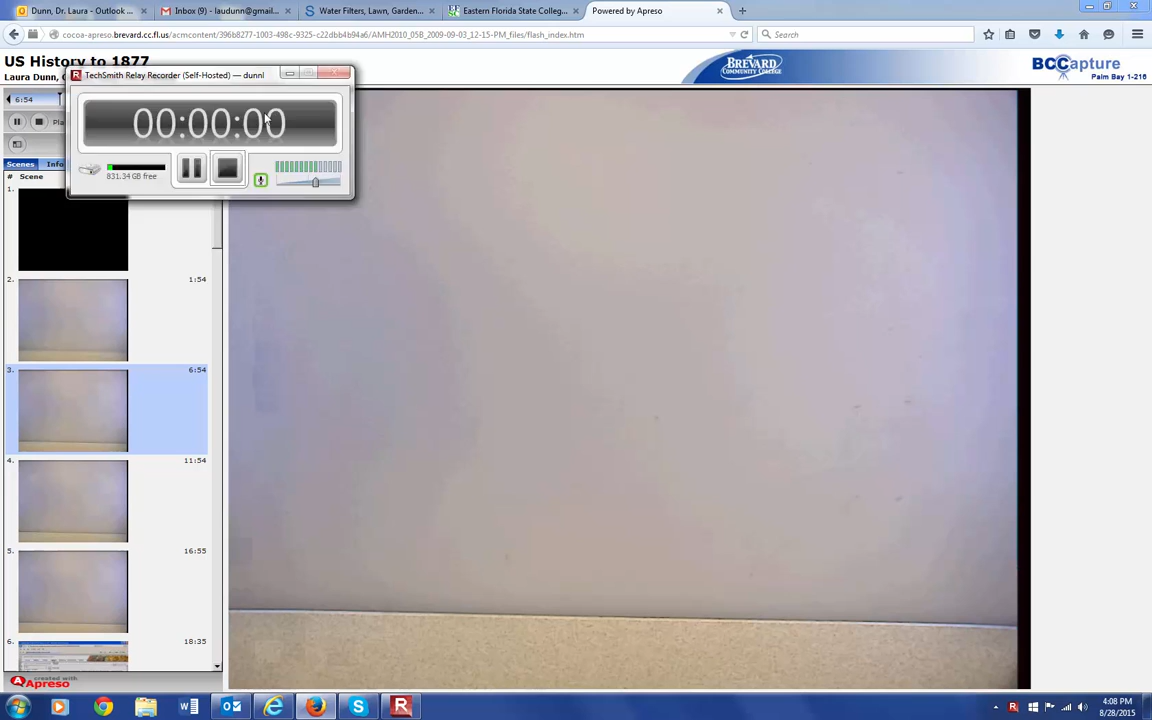 Dunn, Dr. Laura - Outlook ...
Inbox (9) - laudunn@gmail...
Water Filters, Lawn, Garden...
Eastern Florida State Colleg...
Powered by Apreso
cocoa-apreso.brevard.cc.fl.us/acmcontent/396b8277-1003-498c-9325-c22dbb4b94a6/AMH2010_05B_2009-09-03_12-15-PM_files/flash_index.htm
Search
US History to 1877
Laura Dunn,
BREVARD
COMMUNITY COLLEGE
BCCapture
Palm Bay 1-216
TechSmith Relay Recorder (Self-Hosted) — dunnl
00:00:00
831.34 GB free
6:54
Scenes
# Scene
1.
2. 1:54
3. 6:54
4. 11:54
5. 16:55
6. 18:35
created with
Apreso
4:08 PM
8/28/2015